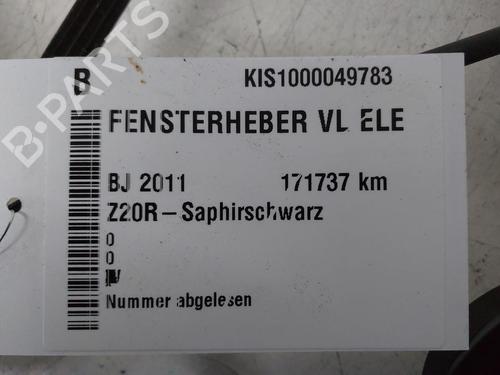 B KIS1000049783
FENSTERHEBER VL ELE
BJ 2011 171737 km
Z20R-Saphirschwarz
0
0
Nummer abgelesen
B-PARTS